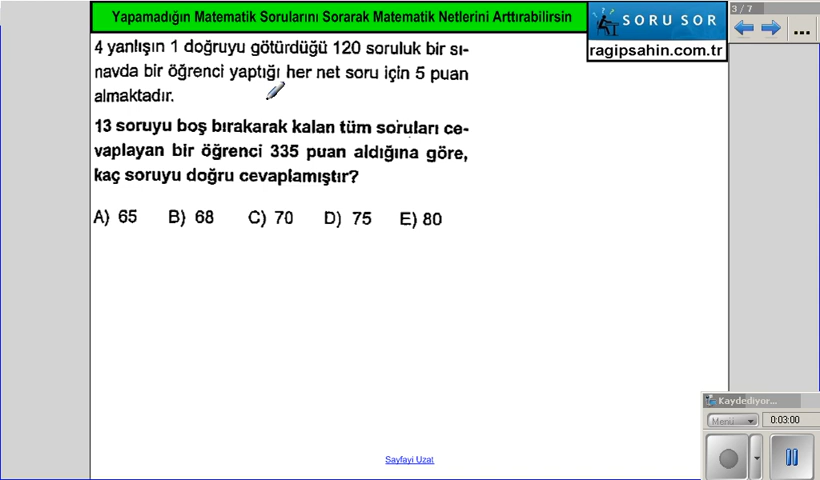 Yapamadığın Matematik Sorularını Sorarak Matematik Netlerini Arttırabilirsin
SORU SOR
ragipsahin.com.tr
3 / 7
...
4 yanlışın 1 doğruyu götürdüğü 120 soruluk bir sı-
navda bir öğrenci yaptığı her net soru için 5 puan
almaktadır.
13 soruyu boş bırakarak kalan tüm soruları ce-
vaplayan bir öğrenci 335 puan aldığına göre,
kaç soruyu doğru cevaplamıştır?
A) 65 B) 68 C) 70 D) 75 E) 80
Kaydediyor...
Menü 0:03:00
Sayfayi Uzat